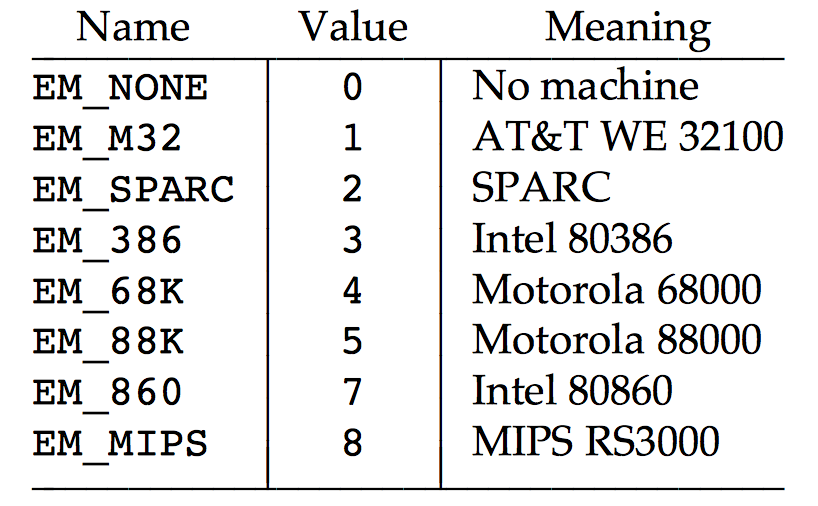 Name Value Meaning
EM_NONE 0 No machine
EM_M32 1 AT&T WE 32100
EM_SPARC 2 SPARC
EM_386 3 Intel 80386
EM_68K 4 Motorola 68000
EM_88K 5 Motorola 88000
EM_860 7 Intel 80860
EM_MIPS 8 MIPS RS3000